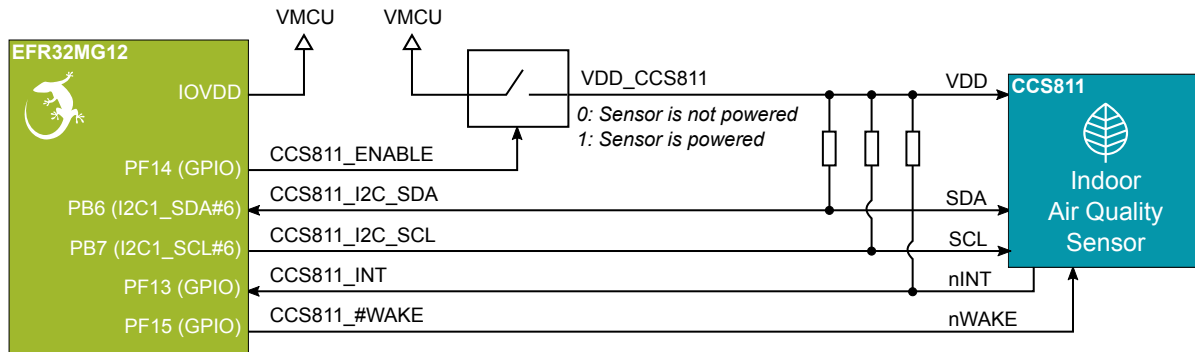 VMCU
VMCU
EFR32MG12
IOVDD
VDD_CCS811
VDD
CCS811
0: Sensor is not powered
1: Sensor is powered
PF14 (GPIO)
CCS811_ENABLE
PB6 (I2C1_SDA#6)
CCS811_I2C_SDA
SDA
PB7 (I2C1_SCL#6)
CCS811_I2C_SCL
SCL
Indoor
Air Quality
Sensor
PF13 (GPIO)
CCS811_INT
nINT
PF15 (GPIO)
CCS811_#WAKE
nWAKE